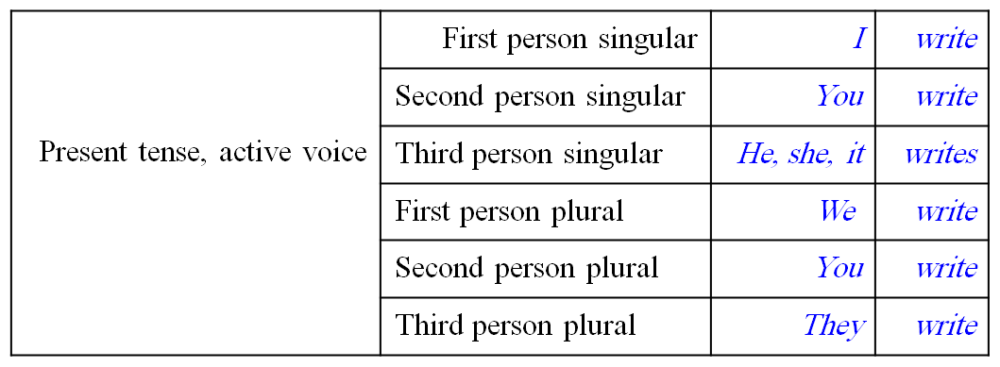 First person singular I write
Second person singular You write
Present tense, active voice Third person singular He, she, it writes
First person plural We write
Second person plural You write
Third person plural They write